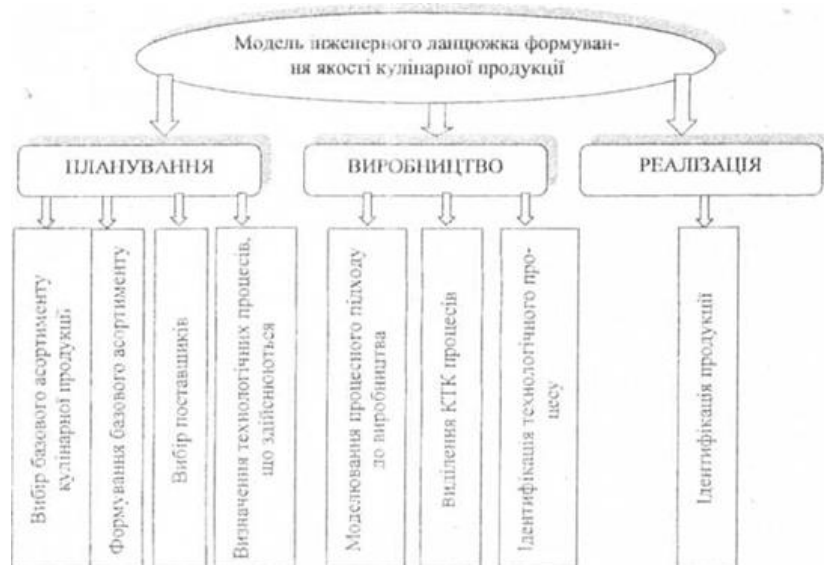 Модель інженерного ланцюжка формуван-
ня якості кулінарної продукції
ПЛАНУВАННЯ
ВИРОБНИЦТВО
РЕАЛІЗАЦІЯ
Вибір базового асортименту
кулінарної продукції
Формування базового асортименту
Вибір поставщиків
Визначення технологічних процесів,
що здійснюються
Моделювання процесного підходу
до виробництва
виділення КТК процесів
Ідентифікація технологічного про-
цесу
Ідентифікація продукції